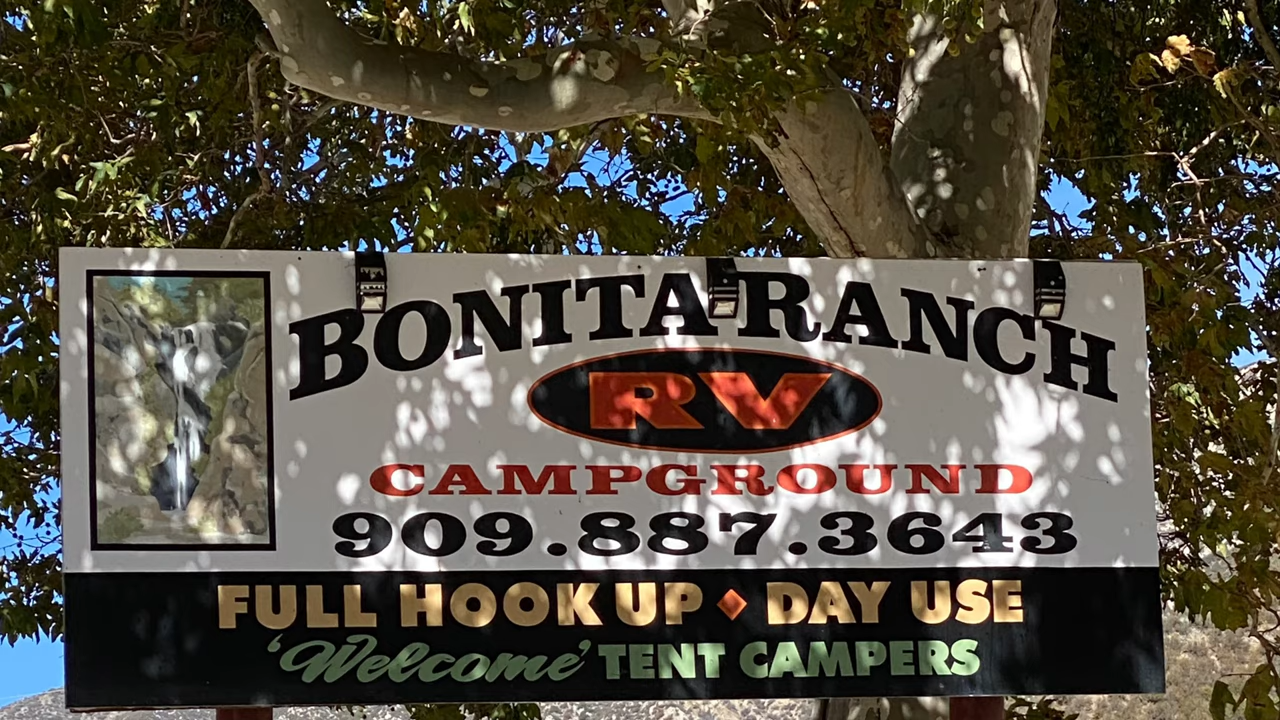 BONITA RANCH
RV
CAMPGROUND
909.887.3643
FULL HOOK UP ♦ DAY USE
'Welcome' TENT CAMPERS